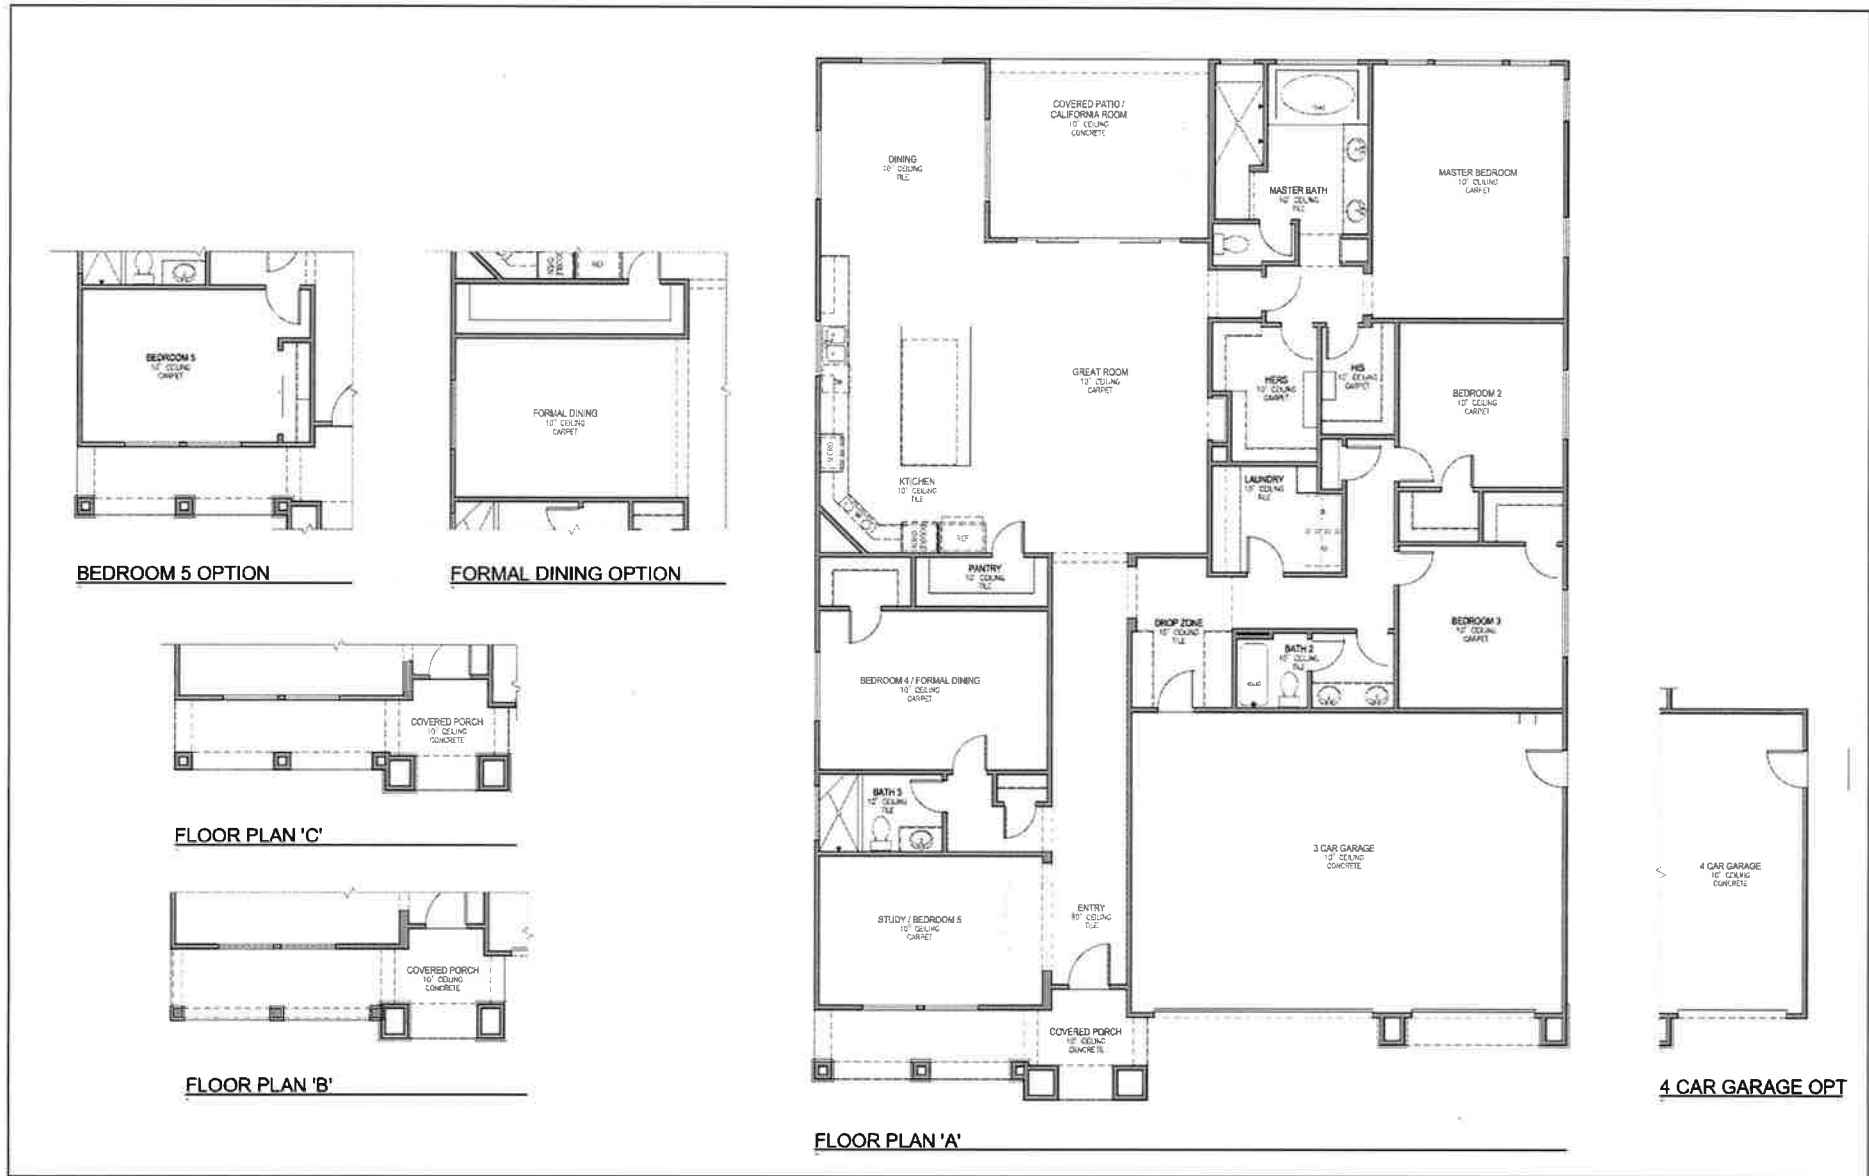 BEDROOM 5
10' CEILING
CARPET
BEDROOM 5 OPTION
REF
FORMAL DINING
10' CEILING
CARPET
FORMAL DINING OPTION
COVERED PORCH
10' CEILING
CONCRETE
FLOOR PLAN 'C'
COVERED PORCH
10' CEILING
CONCRETE
FLOOR PLAN 'B'
DINING
10' CEILING
TILE
COVERED PATIO /
CALIFORNIA ROOM
10' CEILING
CONCRETE
MASTER BATH
10' CEILING
TILE
MASTER BEDROOM
10' CEILING
CARPET
GREAT ROOM
10' CEILING
CARPET
HERS
10' CEILING
CARPET
HIS
10' CEILING
CARPET
BEDROOM 2
10' CEILING
CARPET
MICRO
KTICHEN
10' CEILING
TILE
REF
LAUNDRY
10' CEILING
TILE
PANTRY
10' CEILING
TILE
DROP ZONE
10' CEILING
TILE
BATH 2
10' CEILING
TILE
BEDROOM 3
10' CEILING
CARPET
BEDROOM 4 / FORMAL DINING
10' CEILING
CARPET
BATH 3
10' CEILING
TILE
3 CAR GARAGE
10' CEILING
CONCRETE
STUDY / BEDROOM 5
10' CEILING
CARPET
ENTRY
10' CEILING
TILE
COVERED PORCH
10' CEILING
CONCRETE
FLOOR PLAN 'A'
4 CAR GARAGE
10' CEILING
CONCRETE
4 CAR GARAGE OPT